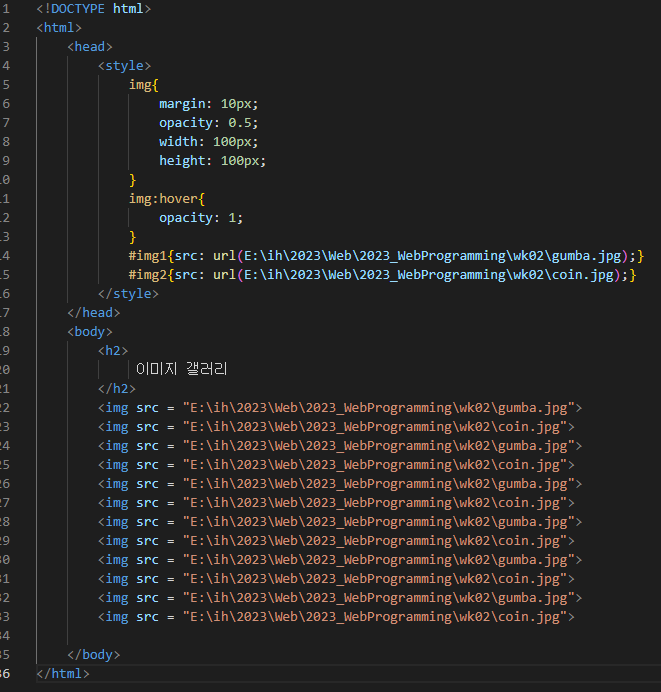 1 <!DOCTYPE html>
2 <html>
3     <head>
4         <style>
5             img{
6                 margin: 10px;
7                 opacity: 0.5;
8                 width: 100px;
9                 height: 100px;
10             }
11             img:hover{
12                 opacity: 1;
13             }
14             #img1{src: url(E:\ih\2023\Web\2023_WebProgramming\wk02\gumba.jpg);}
15             #img2{src: url(E:\ih\2023\Web\2023_WebProgramming\wk02\coin.jpg);}
16         </style>
17     </head>
18     <body>
19         <h2>
20             이미지 갤러리
21         </h2>
22         <img src = "E:\ih\2023\Web\2023_WebProgramming\wk02\gumba.jpg">
23         <img src = "E:\ih\2023\Web\2023_WebProgramming\wk02\coin.jpg">
24         <img src = "E:\ih\2023\Web\2023_WebProgramming\wk02\gumba.jpg">
25         <img src = "E:\ih\2023\Web\2023_WebProgramming\wk02\coin.jpg">
26         <img src = "E:\ih\2023\Web\2023_WebProgramming\wk02\gumba.jpg">
27         <img src = "E:\ih\2023\Web\2023_WebProgramming\wk02\coin.jpg">
28         <img src = "E:\ih\2023\Web\2023_WebProgramming\wk02\gumba.jpg">
29         <img src = "E:\ih\2023\Web\2023_WebProgramming\wk02\coin.jpg">
30         <img src = "E:\ih\2023\Web\2023_WebProgramming\wk02\gumba.jpg">
31         <img src = "E:\ih\2023\Web\2023_WebProgramming\wk02\coin.jpg">
32         <img src = "E:\ih\2023\Web\2023_WebProgramming\wk02\gumba.jpg">
33         <img src = "E:\ih\2023\Web\2023_WebProgramming\wk02\coin.jpg">
34
35     </body>
36 </html>